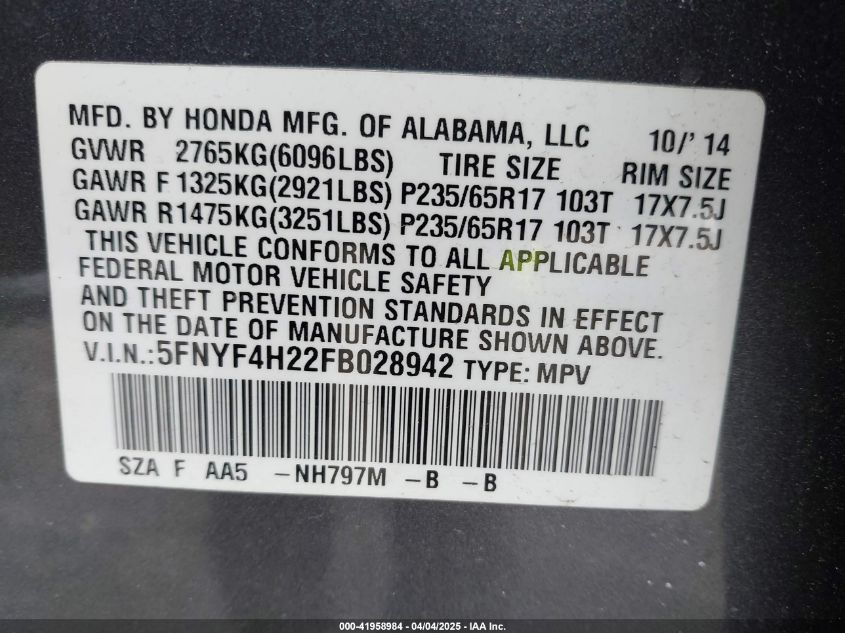 MFD. BY HONDA MFG. OF ALABAMA, LLC 10/' 14
GVWR 2765KG(6096LBS) TIRE SIZE RIM SIZE
GAWR F 1325KG(2921LBS) P235/65R17 103T 17X7.5J
GAWR R1475KG(3251LBS) P235/65R17 103T 17X7.5J
THIS VEHICLE CONFORMS TO ALL APPLICABLE
FEDERAL MOTOR VEHICLE SAFETY
AND THEFT PREVENTION STANDARDS IN EFFECT
ON THE DATE OF MANUFACTURE SHOWN ABOVE.
V.I.N.:5FNYF4H22FB028942 TYPE: MPV
SZA F AA5 -NH797M -B -B
000-41958984 - 04/04/2025 - IAA Inc.